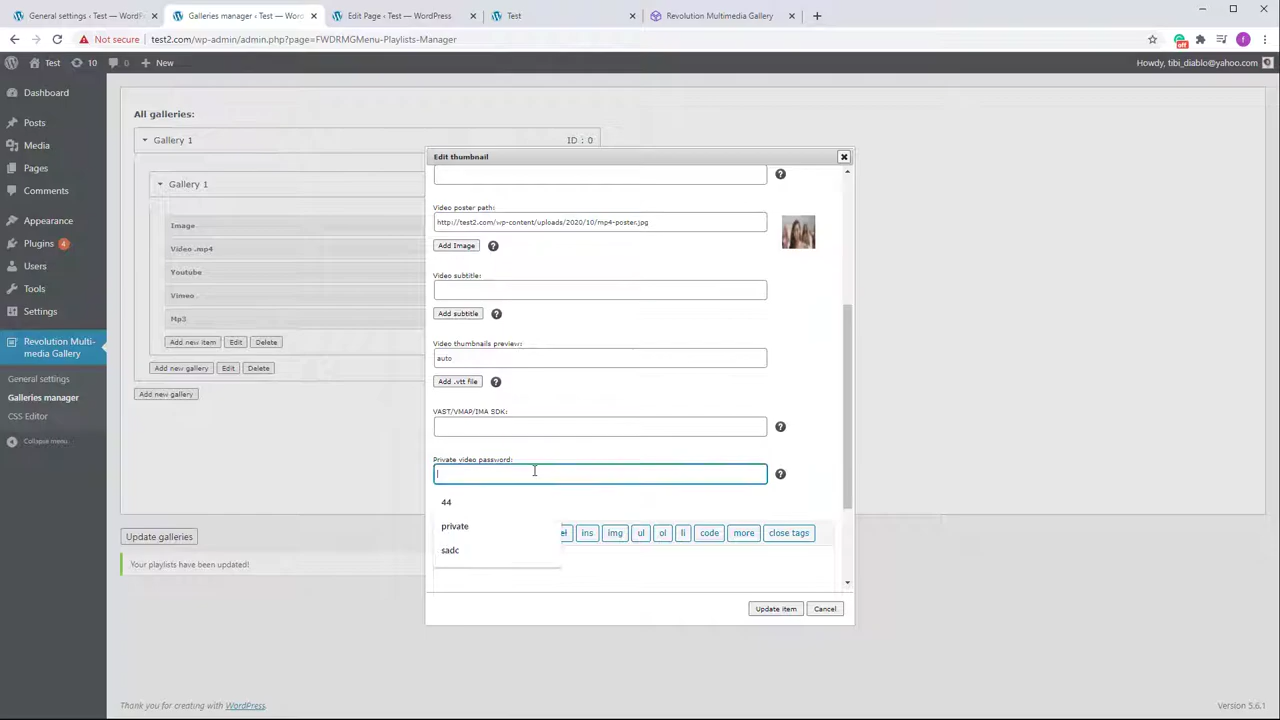 General settings ‹ Test — WordP
Galleries manager ‹ Test — Wor
Edit Page ‹ Test — WordPress
Test
Revolution Multimedia Gallery
Not secure
test2.com/wp-admin/admin.php?page=FWDRMGMenu-Playlists-Manager
off
f
Test
10
0
New
Howdy, tibi_diablo@yahoo.com
Dashboard
Posts
Media
Pages
Comments
Appearance
Plugins 4
Users
Tools
Settings
Revolution Multi-
media Gallery
General settings
Galleries manager
CSS Editor
Collapse menu
All galleries:
Gallery 1
ID : 0
Gallery 1
Image
Video .mp4
Youtube
Vimeo
Mp3
Add new item
Edit
Delete
Add new gallery
Edit
Delete
Add new gallery
Update galleries
Your playlists have been updated!
Edit thumbnail
?
Video poster path:
http://test2.com/wp-content/uploads/2020/10/mp4-poster.jpg
Add Image
?
Video subtitle:
Add subtitle
?
Video thumbnails preview:
auto
Add .vtt file
?
VAST/VMAP/IMA SDK:
?
Private video password:
?
44
private
sadc
ins
img
ul
ol
li
code
more
close tags
Update item
Cancel
Thank you for creating with WordPress.
Version 5.6.1